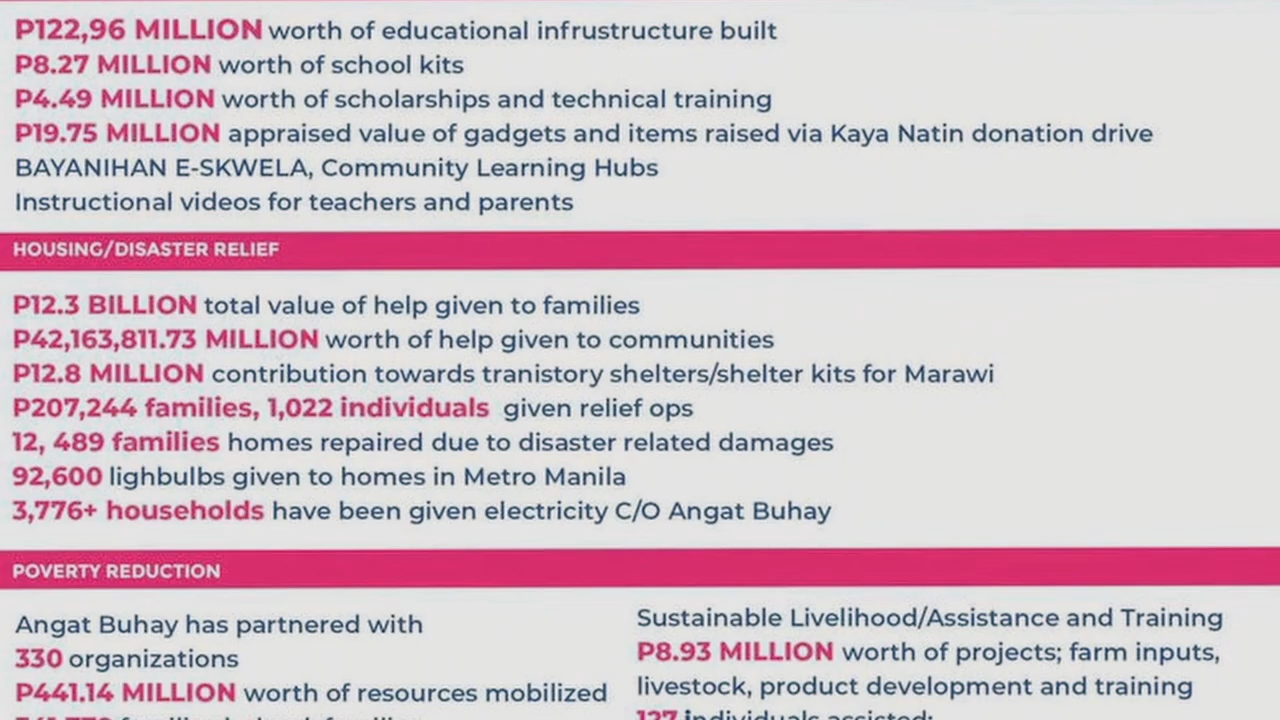 P122,96 MILLION worth of educational infrustructure built
P8.27 MILLION worth of school kits
P4.49 MILLION worth of scholarships and technical training
P19.75 MILLION appraised value of gadgets and items raised via Kaya Natin donation drive
BAYANIHAN E-SKWELA, Community Learning Hubs
Instructional videos for teachers and parents
HOUSING/DISASTER RELIEF
P12.3 BILLION total value of help given to families
P42,163,811.73 MILLION worth of help given to communities
P12.8 MILLION contribution towards tranistory shelters/shelter kits for Marawi
P207,244 families, 1,022 individuals given relief ops
12, 489 families homes repaired due to disaster related damages
92,600 lighbulbs given to homes in Metro Manila
3,776+ households have been given electricity C/O Angat Buhay
POVERTY REDUCTION
Angat Buhay has partnered with
330 organizations
P441.14 MILLION worth of resources mobilized
Sustainable Livelihood/Assistance and Training
P8.93 MILLION worth of projects; farm inputs,
livestock, product development and training
127 individuals assisted: